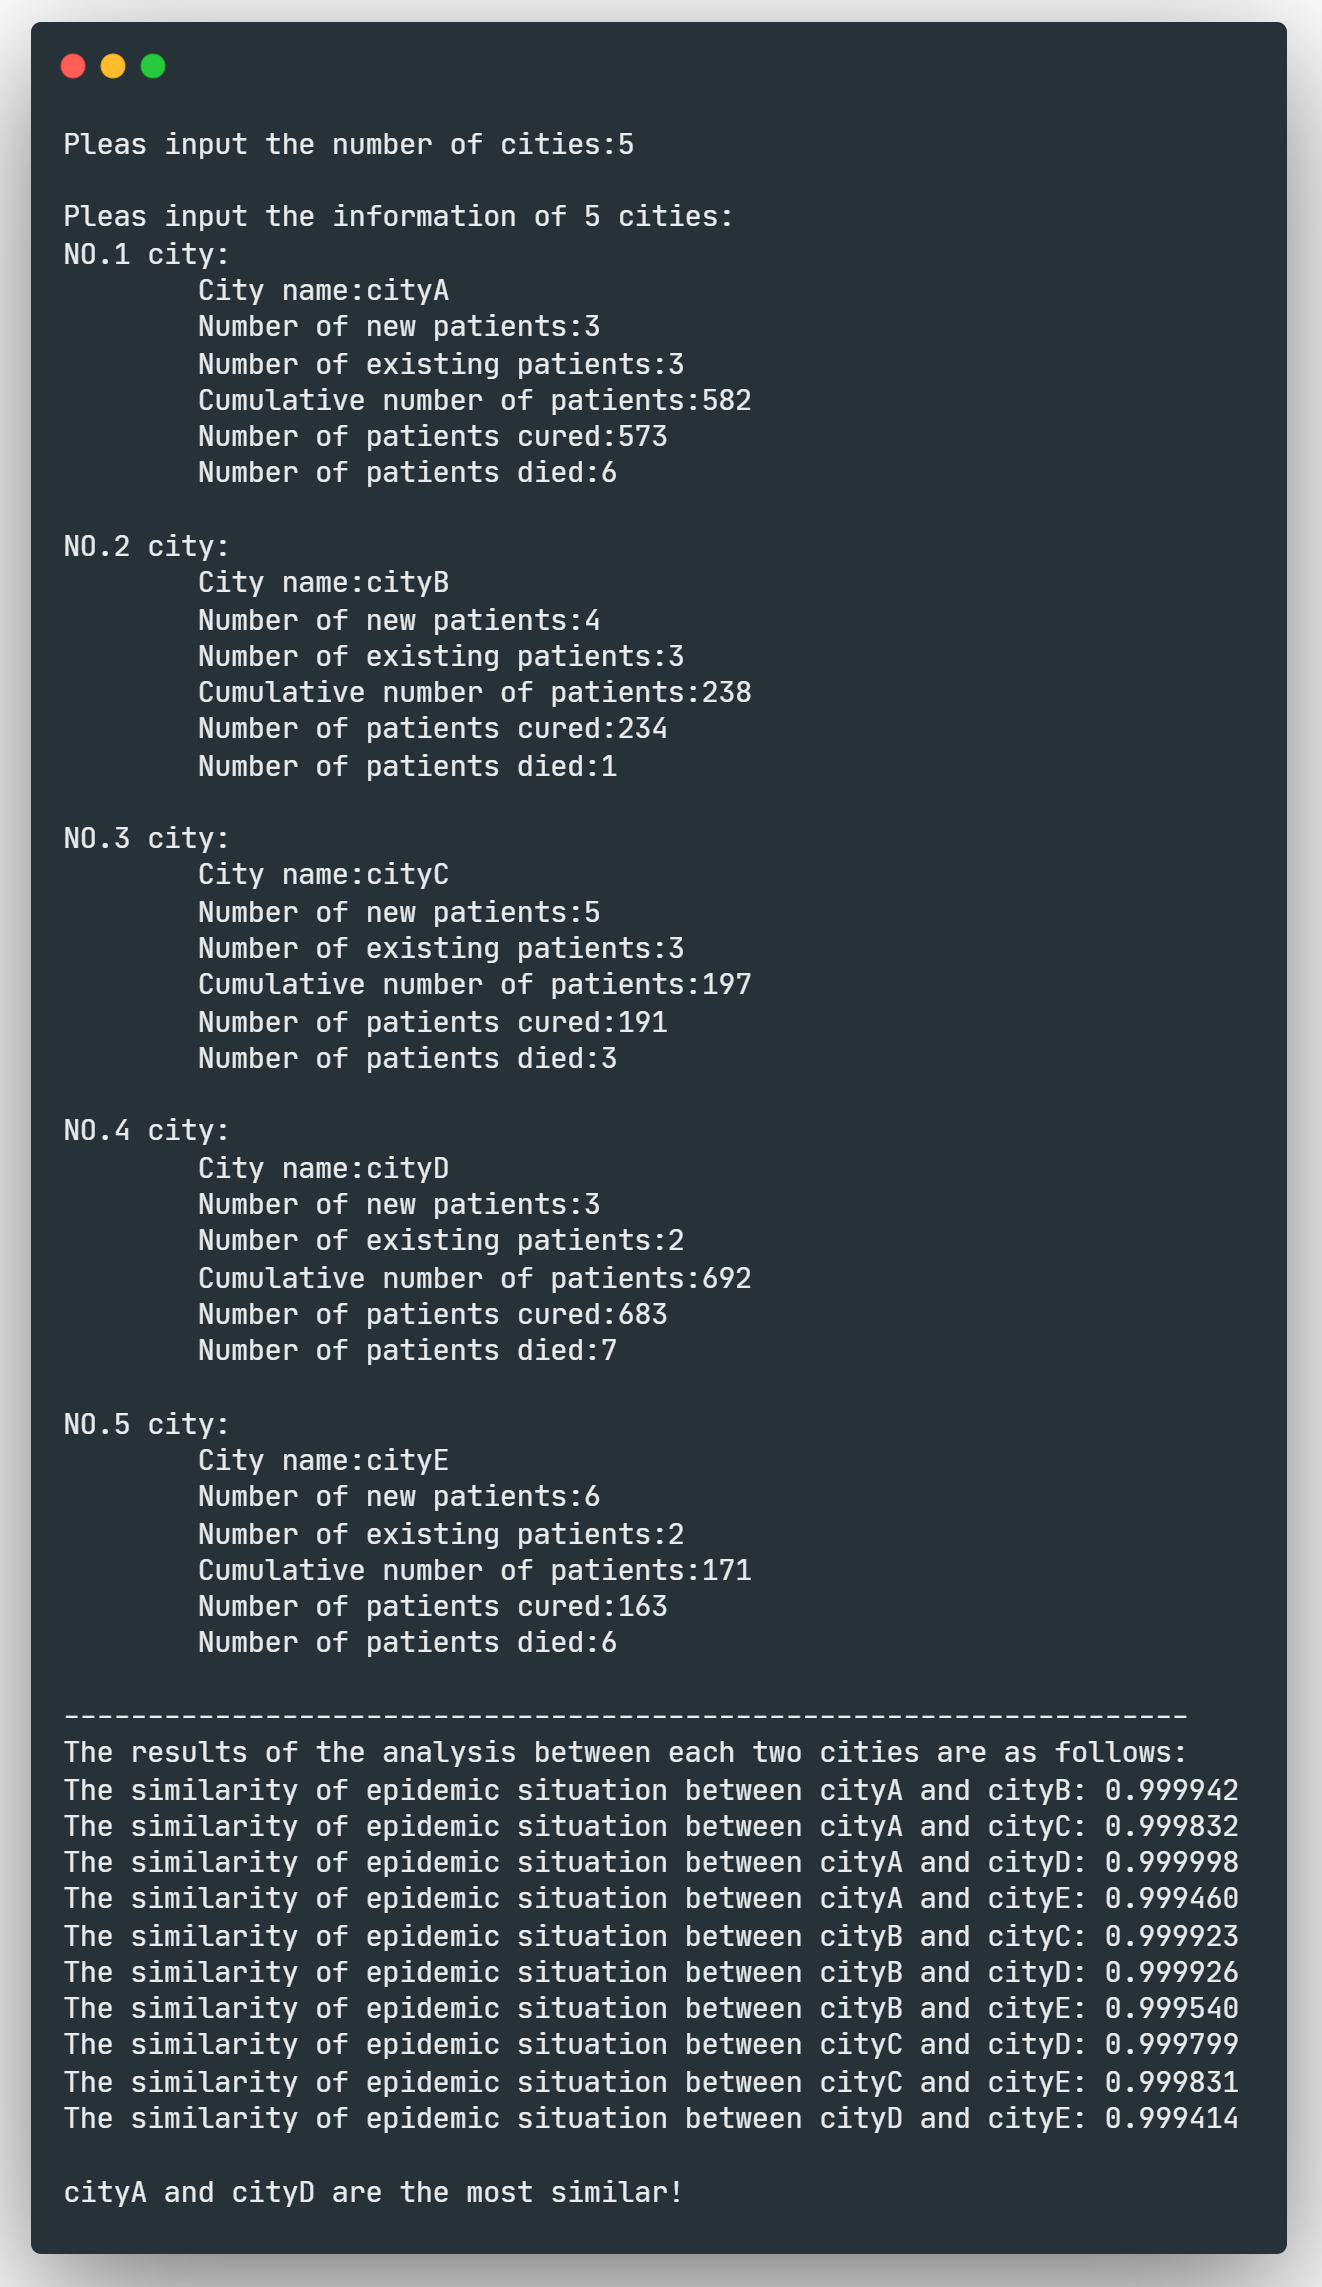 Pleas input the number of cities:5
Pleas input the information of 5 cities:
NO.1 city:
City name:cityA
Number of new patients:3
Number of existing patients:3
Cumulative number of patients:582
Number of patients cured:573
Number of patients died:6
NO.2 city:
City name:cityB
Number of new patients:4
Number of existing patients:3
Cumulative number of patients:238
Number of patients cured:234
Number of patients died:1
NO.3 city:
City name:cityC
Number of new patients:5
Number of existing patients:3
Cumulative number of patients:197
Number of patients cured:191
Number of patients died:3
NO.4 city:
City name:cityD
Number of new patients:3
Number of existing patients:2
Cumulative number of patients:692
Number of patients cured:683
Number of patients died:7
NO.5 city:
City name:cityE
Number of new patients:6
Number of existing patients:2
Cumulative number of patients:171
Number of patients cured:163
Number of patients died:6
-------------------------------------------------------------------
The results of the analysis between each two cities are as follows:
The similarity of epidemic situation between cityA and cityB: 0.999942
The similarity of epidemic situation between cityA and cityC: 0.999832
The similarity of epidemic situation between cityA and cityD: 0.999998
The similarity of epidemic situation between cityA and cityE: 0.999460
The similarity of epidemic situation between cityB and cityC: 0.999923
The similarity of epidemic situation between cityB and cityD: 0.999926
The similarity of epidemic situation between cityB and cityE: 0.999540
The similarity of epidemic situation between cityC and cityD: 0.999799
The similarity of epidemic situation between cityC and cityE: 0.999831
The similarity of epidemic situation between cityD and cityE: 0.999414
cityA and cityD are the most similar!